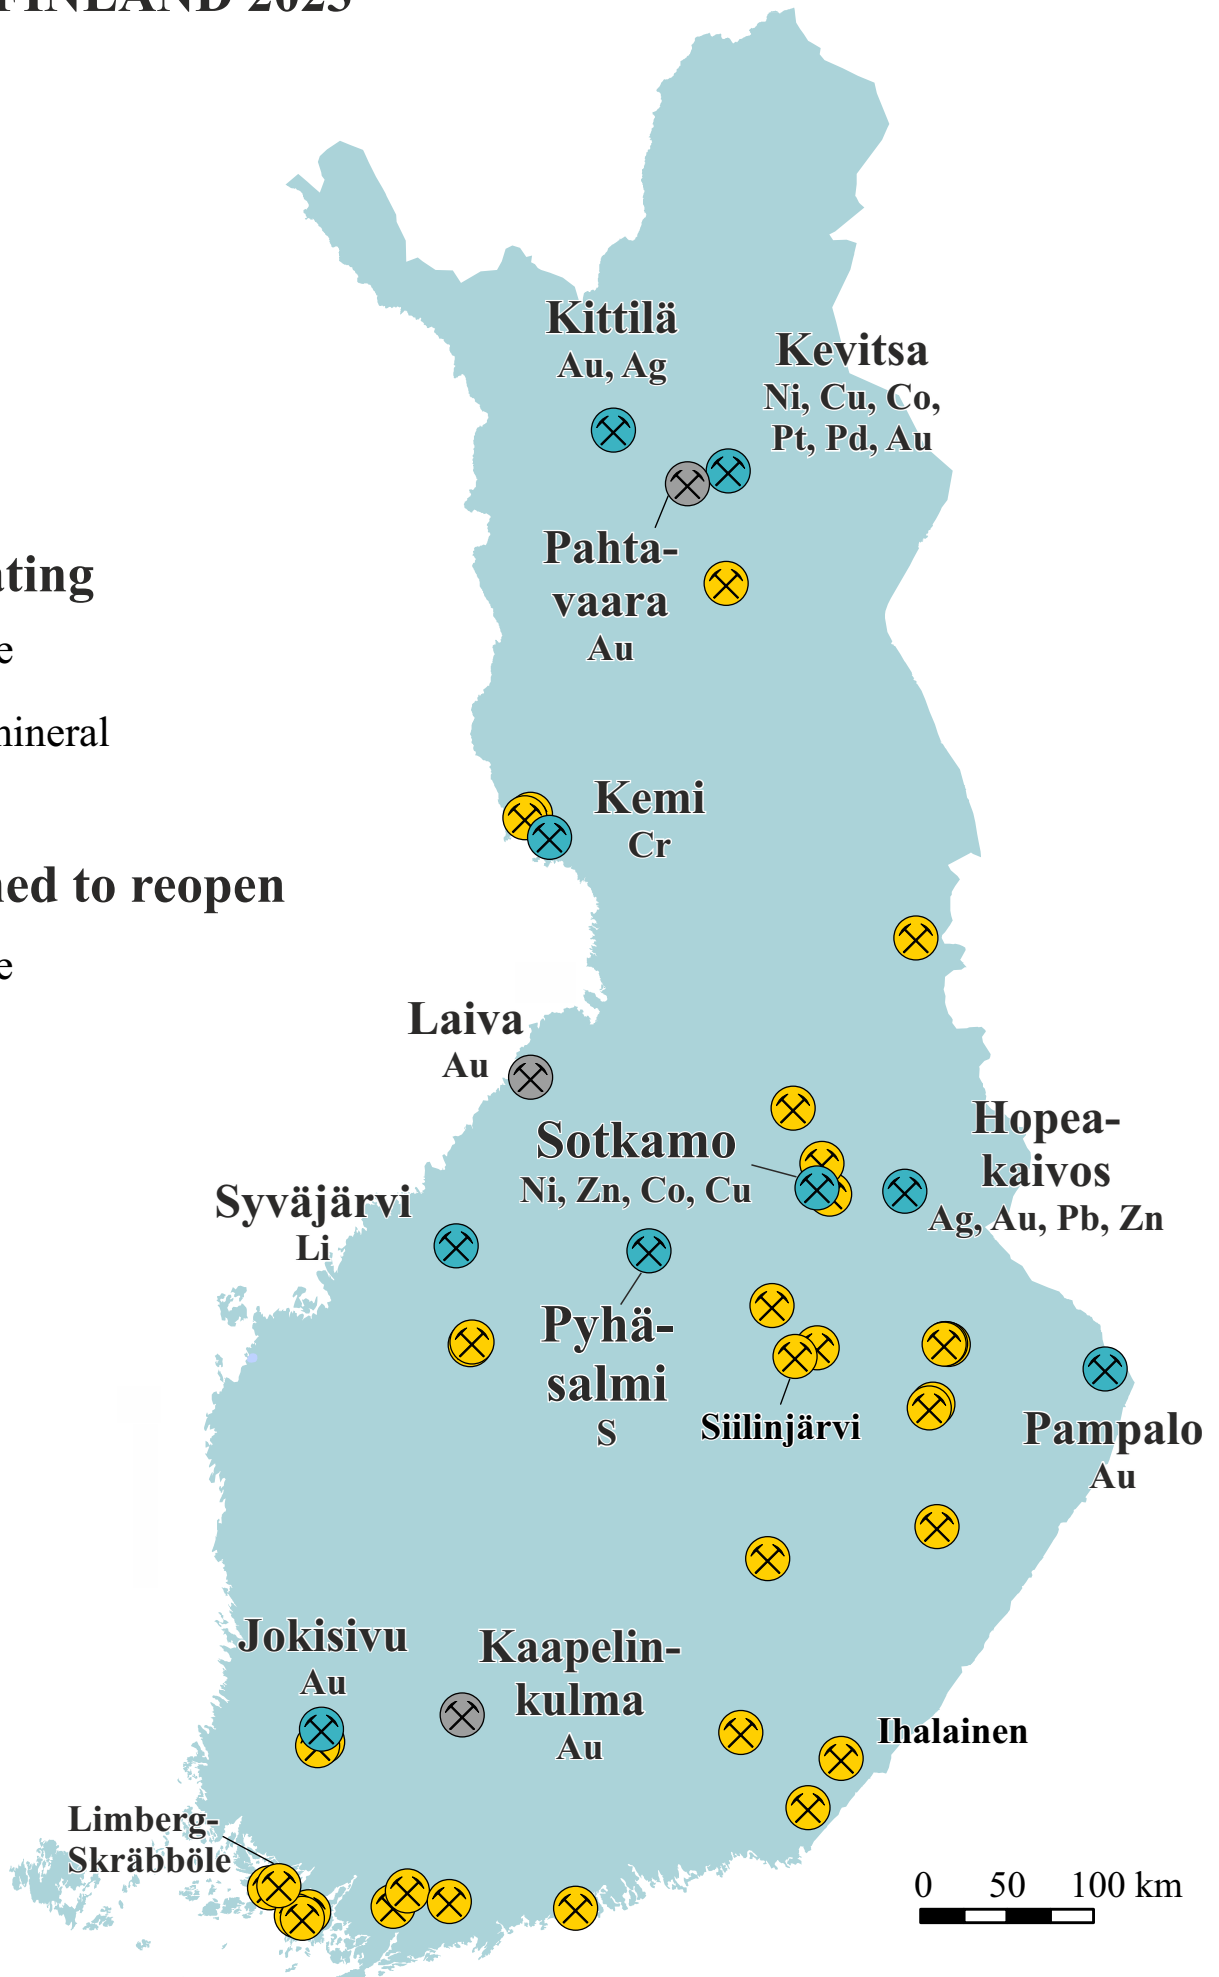 FINLAND 2023
Kittilä
Au, Ag
Kevitsa
Ni, Cu, Co,
Pt, Pd, Au
Pahta-
vaara
Au
ating
e
mineral
Kemi
Cr
ned to reopen
e
Laiva
Au
Sotkamo
Ni, Zn, Co, Cu
Hopea-
kaivos
Ag, Au, Pb, Zn
Syväjärvi
Li
Pyhä-
salmi
S
Siilinjärvi
Pampalo
Au
Jokisivu
Au
Kaapelin-
kulma
Au
Ihalainen
Limberg-
Skräbböle
0 50 100 km